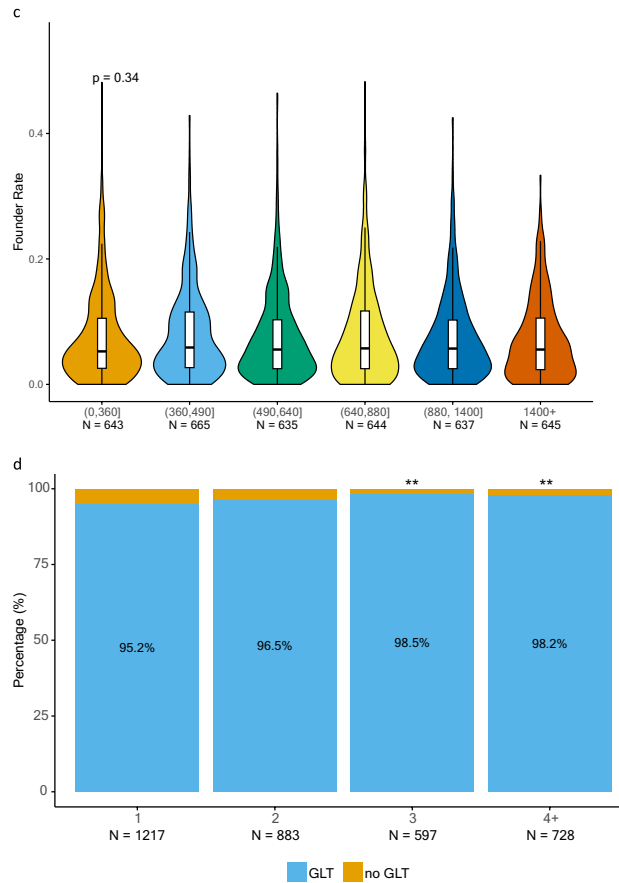 c
p = 0.34
0.4
0.2
0.0
Founder Rate
(0,360] (360,490] (490,640] (640,880] (880, 1400] 1400+
N = 643 N = 665 N = 635 N = 644 N = 637 N = 645
d
** **
100
75
50
25
0
Percentage (%)
95.2% 96.5% 98.5% 98.2%
1 2 3 4+
N = 1217 N = 883 N = 597 N = 728
GLT no GLT